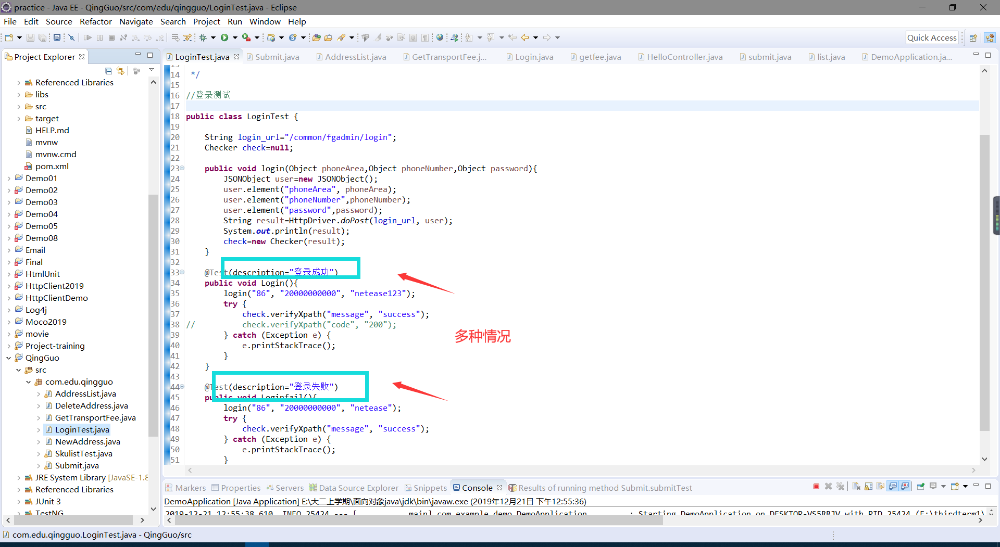 practice - Java EE - QingGuo/src/com/edu/qingguo/LoginTest.java - Eclipse
File Edit Source Refactor Navigate Search Project Run Window Help
Quick Access
Project Explorer
LoginTest.java Submit.java AddressList.java GetTransportFee.j... Login.java getfee.java HelloController.java submit.java list.java DemoApplication.ja...
Referenced Libraries
libs
src
target
HELP.md
mvnw
mvnw.cmd
pom.xml
Demo01
Demo02
Demo03
Demo04
Demo05
Demo08
Email
Final
HtmlUnit
HttpClient2019
HttpClientDemo
Log4j
Moco2019
movie
Project-training
QingGuo
src
com.edu.qingguo
AddressList.java
DeleteAddress.java
GetTransportFee.java
LoginTest.java
NewAddress.java
SkulistTest.java
Submit.java
JRE System Library [JavaSE-1.8
Referenced Libraries
JUnit 3
TestNG
14 */
15
16 //登录测试
17
18 public class LoginTest {
19
20 String login_url="/common/fgadmin/login";
21 Checker check=null;
22
23 public void login(Object phoneArea,Object phoneNumber,Object password){
24 JSONObject user=new JSONObject();
25 user.element("phoneArea", phoneArea);
26 user.element("phoneNumber",phoneNumber);
27 user.element("password",password);
28 String result=HttpDriver.doPost(login_url, user);
29 System.out.println(result);
30 check=new Checker(result);
31 }
32
33 @Test(description="登录成功")
34 public void Login(){
35 login("86", "20000000000", "netease123");
36 try {
37 check.verifyXpath("message", "success");
38 // check.verifyXpath("code", "200");
39 } catch (Exception e) {
40 e.printStackTrace();
41 }
42 }
43
44 @Test(description="登录失败")
45 public void Loginfail(){
46 login("86", "20000000000", "netease");
47 try {
48 check.verifyXpath("message", "success");
49 } catch (Exception e) {
50 e.printStackTrace();
51 }
多种情况
Markers Properties Servers Data Source Explorer Snippets Console Results of running method Submit.submitTest
DemoApplication [Java Application] E:\大二上学期\面向对象java\jdk\bin\javaw.exe (2019年12月21日 下午12:55:36)
2019-12-21 12:55:38.610 INFO 25424 --- [ main] com.example.demo.DemoApplication : Starting DemoApplication on DESKTOP-VS5RRJV with PID 25424 (E:\thirdterm1\
com.edu.qingguo.LoginTest.java - QingGuo/src